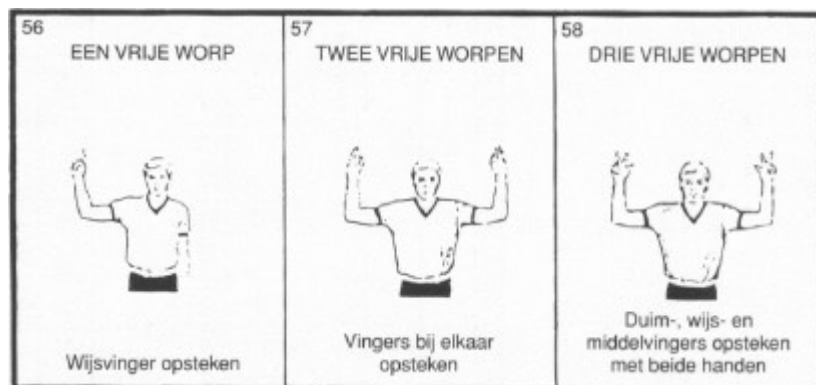 56
EEN VRIJE WORP
Wijsvinger opsteken
57
TWEE VRIJE WORPEN
Vingers bij elkaar
opsteken
58
DRIE VRIJE WORPEN
Duim-, wijs- en
middelvingers opsteken
met beide handen